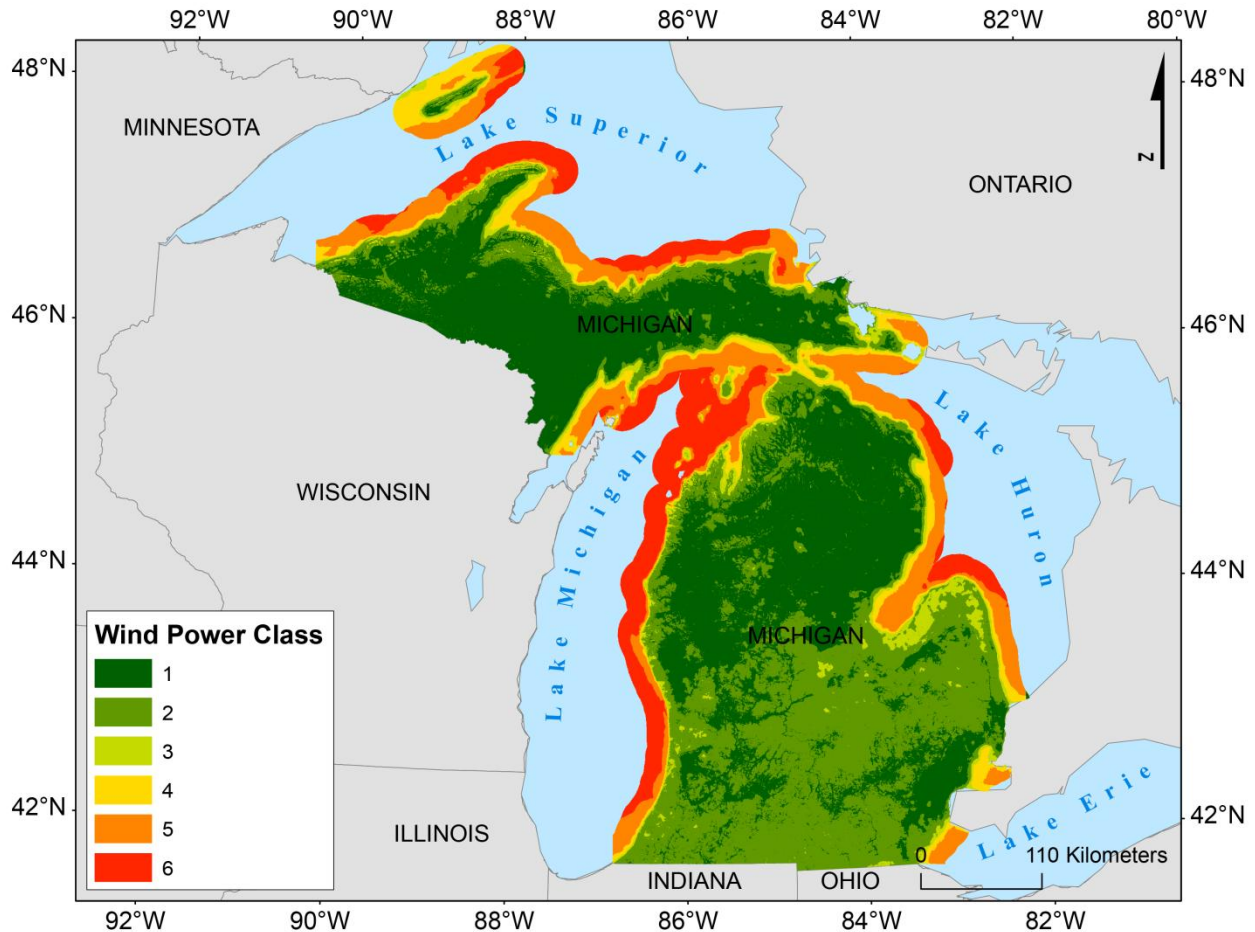 92°W 90°W 88°W 86°W 84°W 82°W 80°W
48°N 48°N
MINNESOTA
Lake Superior
N
ONTARIO
46°N 46°N
MICHIGAN
Lake Huron
WISCONSIN
Lake Michigan
44°N 44°N
MICHIGAN
Wind Power Class
1
2
3
4
5
6
42°N 42°N
ILLINOIS
Lake Erie
0 110 Kilometers
INDIANA OHIO
92°W 90°W 88°W 86°W 84°W 82°W